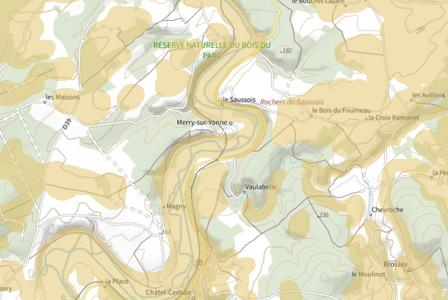 le Bouchet Lazare
182
RÉSERVE NATURELLE DU BOIS DU
PARC
200
les Maisons
le Saussois
Rochers du Saussois
les Avillons
D39
Merry-sur-Yonne
le Bois du Fourneau
la Croix Ramonet
Vaulabelle
Magny
230
Chevroche
Brosses
la Place
le Moulinot
Châtel-Censoir